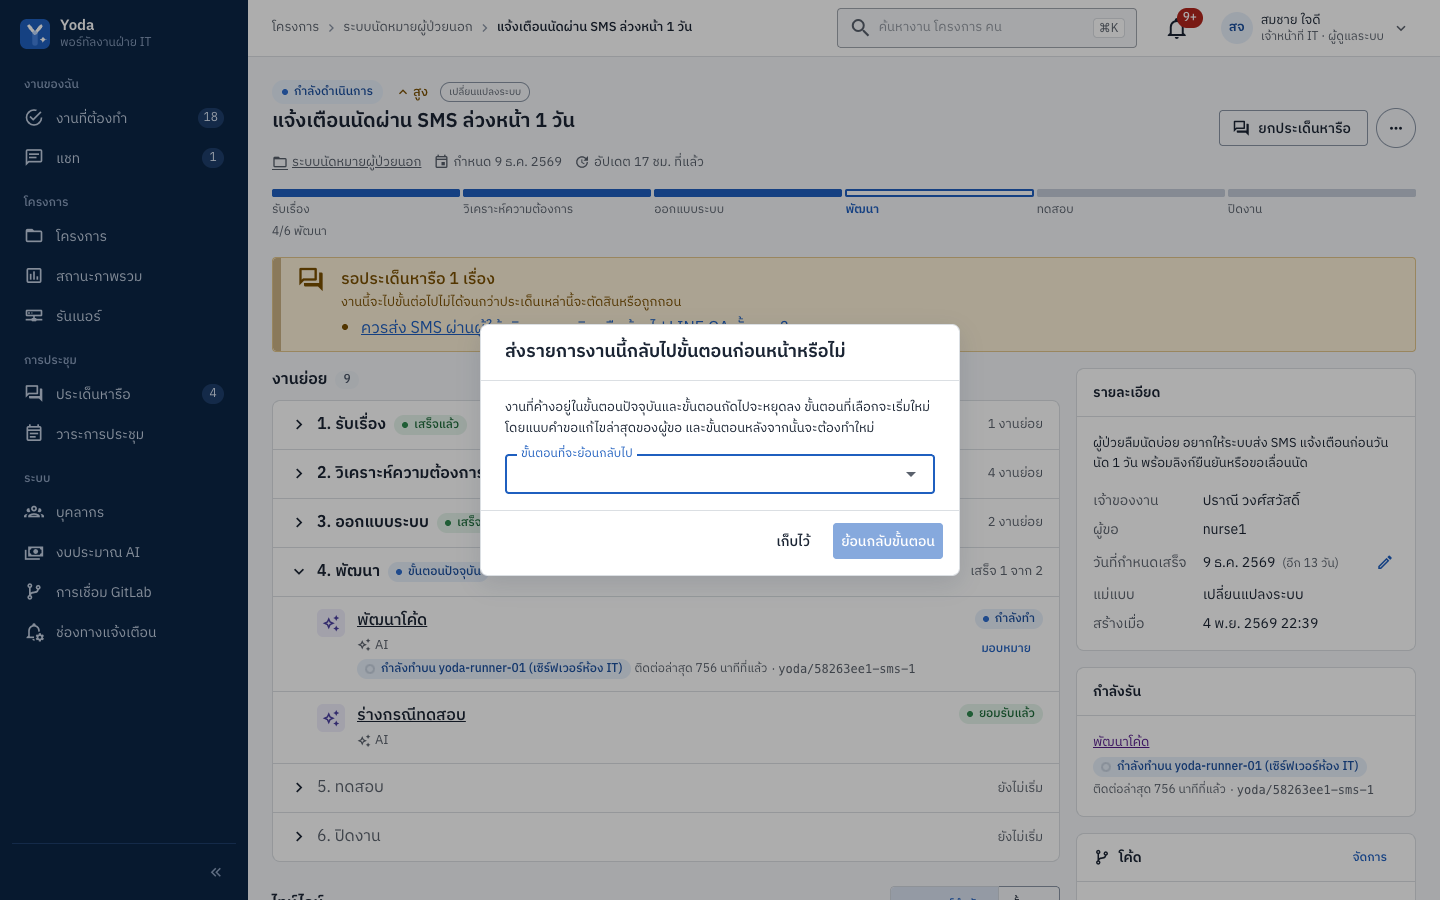 Yoda
พอร์ทัลงานฝ่าย IT
งานของฉัน
งานที่ต้องทำ 18
แชท 1
โครงการ
โครงการ
สถานะภาพรวม
รันเนอร์
การประชุม
ประเด็นหารือ 4
วาระการประชุม
ระบบ
บุคลากร
งบประมาณ AI
การเชื่อม GitLab
ช่องทางแจ้งเตือน
โครงการ ระบบนัดหมายผู้ป่วยนอก แจ้งเตือนนัดผ่าน SMS ล่วงหน้า 1 วัน
ค้นหางาน โครงการ คน ⌘K
9+
สจ
สมชาย ใจดี
เจ้าหน้าที่ IT · ผู้ดูแลระบบ
กำลังดำเนินการ สูง เปลี่ยนแปลงระบบ
แจ้งเตือนนัดผ่าน SMS ล่วงหน้า 1 วัน
ยกประเด็นหารือ
ระบบนัดหมายผู้ป่วยนอก กำหนด 9 ธ.ค. 2569 อัปเดต 17 ชม. ที่แล้ว
รับเรื่อง วิเคราะห์ความต้องการ ออกแบบระบบ พัฒนา ทดสอบ ปิดงาน
4/6 พัฒนา
รอประเด็นหารือ 1 เรื่อง
งานนี้จะไปขั้นต่อไปไม่ได้จนกว่าประเด็นเหล่านี้จะตัดสินหรือถูกถอน
ควรส่ง SMS ผ่าน
ส่งรายการงานนี้กลับไปขั้นตอนก่อนหน้าหรือไม่
งานที่ค้างอยู่ในขั้นตอนปัจจุบันและขั้นตอนถัดไปจะหยุดลง ขั้นตอนที่เลือกจะเริ่มใหม่
โดยแนบคำขอแก้ไขล่าสุดของผู้ขอ และขั้นตอนหลังจากนั้นจะต้องทำใหม่
ขั้นตอนที่จะย้อนกลับไป
เก็บไว้ ย้อนกลับขั้นตอน
งานย่อย 9
1. รับเรื่อง เสร็จแล้ว 1 งานย่อย
2. วิเคราะห์ความต้องการ 4 งานย่อย
3. ออกแบบระบบ 2 งานย่อย
4. พัฒนา ขั้นตอนปัจจุบัน เสร็จ 1 จาก 2
พัฒนาโค้ด กำลังทำ
AI มอบหมาย
กำลังทำบน yoda-runner-01 (เซิร์ฟเวอร์ห้อง IT) ติดต่อล่าสุด 756 นาทีที่แล้ว · yoda/58263ee1-sms-1
ร่างกรณีทดสอบ ยอมรับแล้ว
AI
5. ทดสอบ ยังไม่เริ่ม
6. ปิดงาน ยังไม่เริ่ม
รายละเอียด
ผู้ป่วยลืมนัดบ่อย อยากให้ระบบส่ง SMS แจ้งเตือนก่อนวัน
นัด 1 วัน พร้อมลิงก์ยืนยันหรือขอเลื่อนนัด
เจ้าของงาน ปราณี วงศ์สวัสดิ์
ผู้ขอ nurse1
วันที่กำหนดเสร็จ 9 ธ.ค. 2569 (อีก 13 วัน)
แม่แบบ เปลี่ยนแปลงระบบ
สร้างเมื่อ 4 พ.ย. 2569 22:39
กำลังรัน
พัฒนาโค้ด
กำลังทำบน yoda-runner-01 (เซิร์ฟเวอร์ห้อง IT)
ติดต่อล่าสุด 756 นาทีที่แล้ว · yoda/58263ee1-sms-1
โค้ด จัดการ